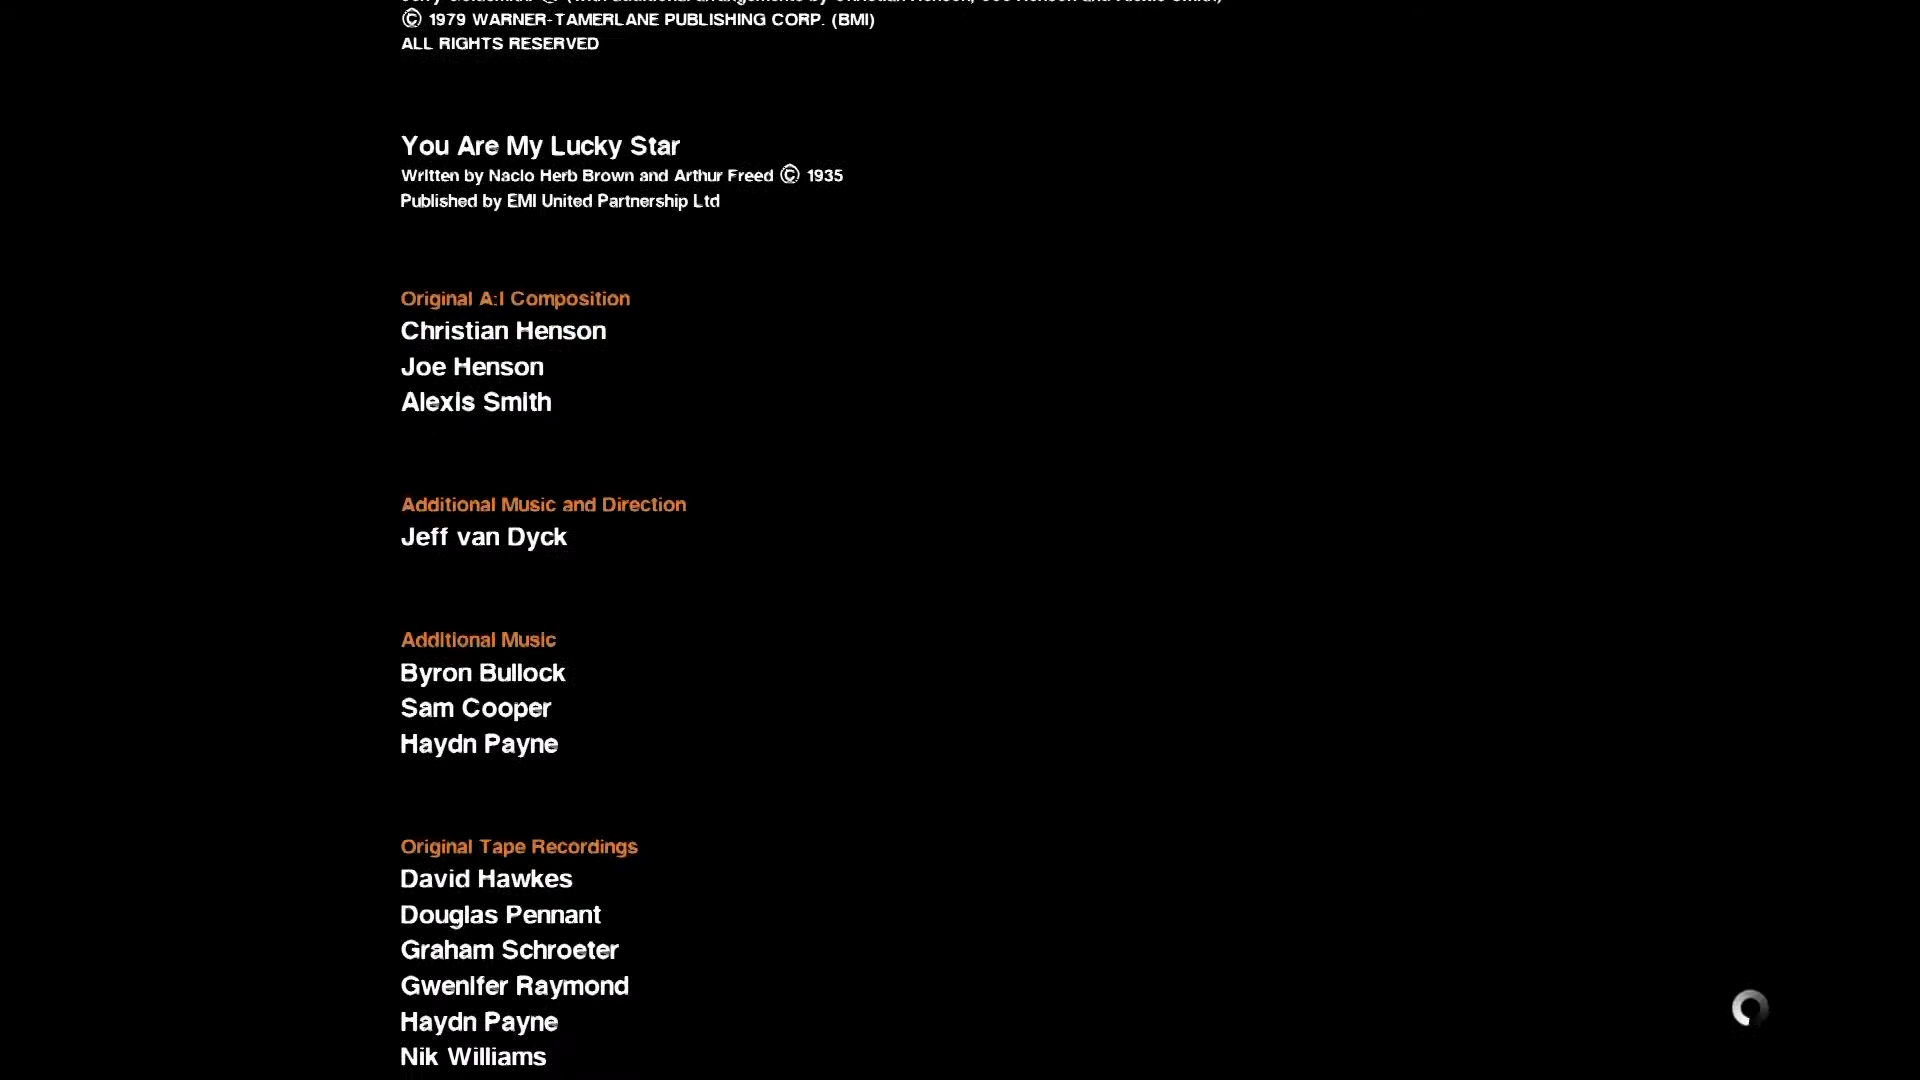 © 1979 WARNER-TAMERLANE PUBLISHING CORP. (BMI)
ALL RIGHTS RESERVED
You Are My Lucky Star
Written by Nacio Herb Brown and Arthur Freed © 1935
Published by EMI United Partnership Ltd
Original A:I Composition
Christian Henson
Joe Henson
Alexis Smith
Additional Music and Direction
Jeff van Dyck
Additional Music
Byron Bullock
Sam Cooper
Haydn Payne
Original Tape Recordings
David Hawkes
Douglas Pennant
Graham Schroeter
Gwenifer Raymond
Haydn Payne
Nik Williams